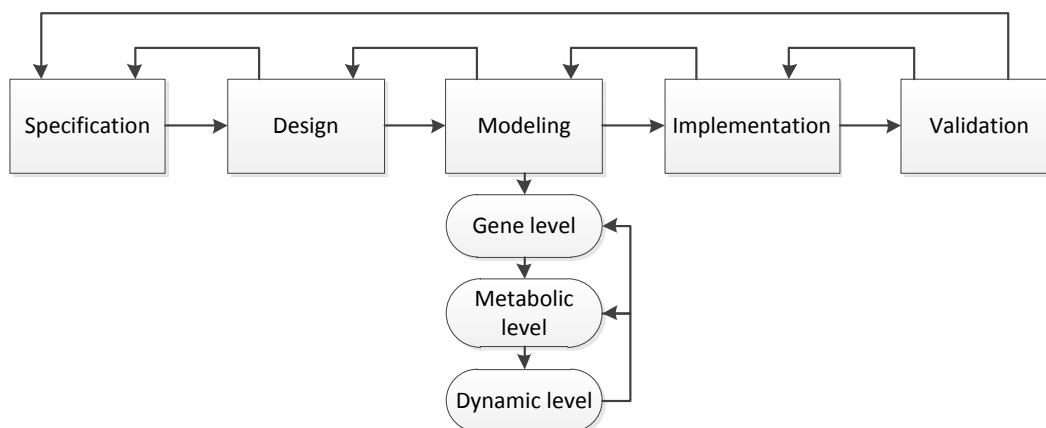 Specification
Design
Modeling
Implementation
Validation
Gene level
Metabolic
level
Dynamic level